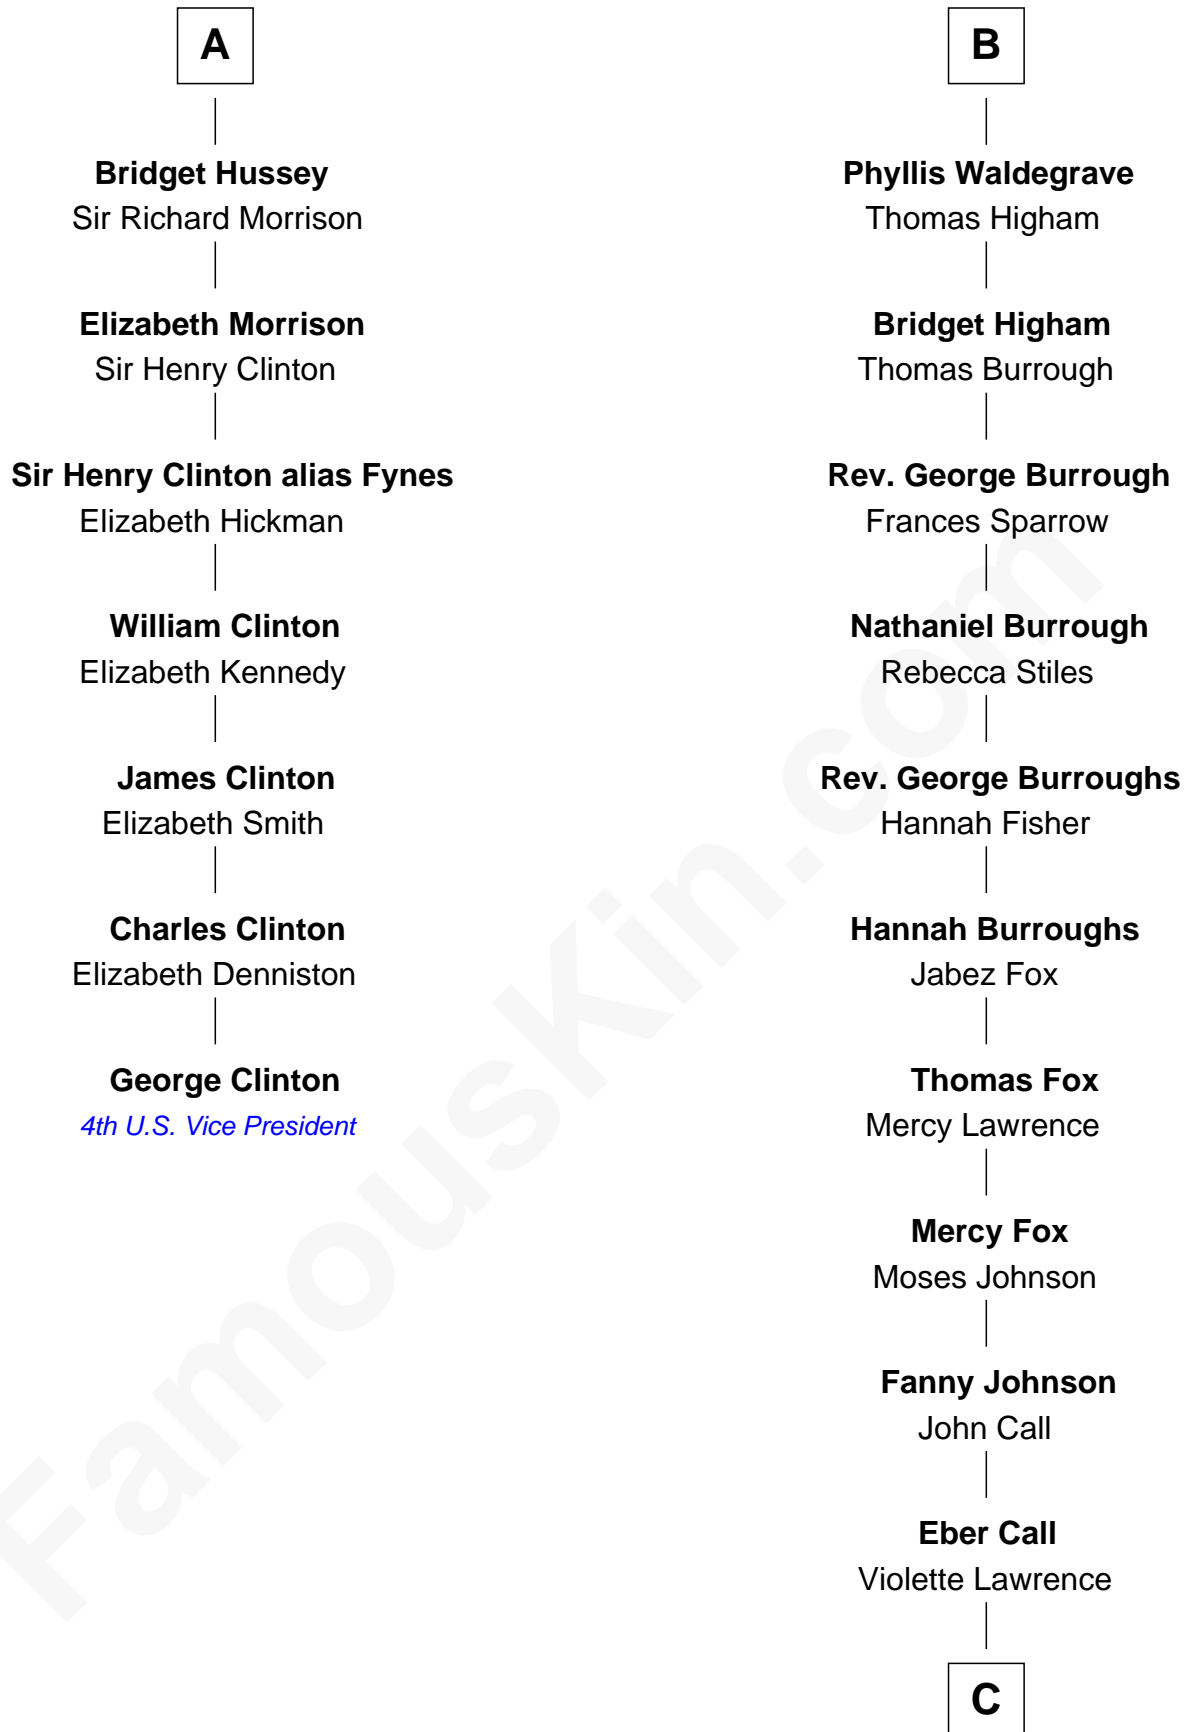 A
Bridget Hussey
Sir Richard Morrison
Elizabeth Morrison
Sir Henry Clinton
Sir Henry Clinton alias Fynes
Elizabeth Hickman
William Clinton
Elizabeth Kennedy
James Clinton
Elizabeth Smith
Charles Clinton
Elizabeth Denniston
George Clinton
4th U.S. Vice President
B
Phyllis Waldegrave
Thomas Higham
Bridget Higham
Thomas Burrough
Rev. George Burrough
Frances Sparrow
Nathaniel Burrough
Rebecca Stiles
Rev. George Burroughs
Hannah Fisher
Hannah Burroughs
Jabez Fox
Thomas Fox
Mercy Lawrence
Mercy Fox
Moses Johnson
Fanny Johnson
John Call
Eber Call
Violette Lawrence
C
FamousKin.com